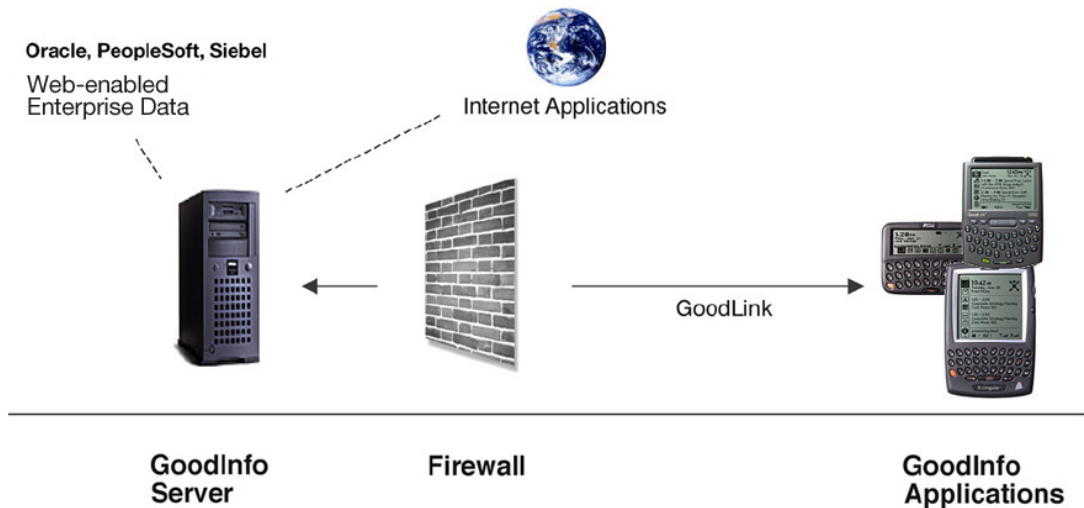 Oracle, PeopleSoft, Siebel
Web-enabled
Enterprise Data
Internet Applications
GoodLink
GoodInfo
Server
Firewall
GoodInfo
Applications